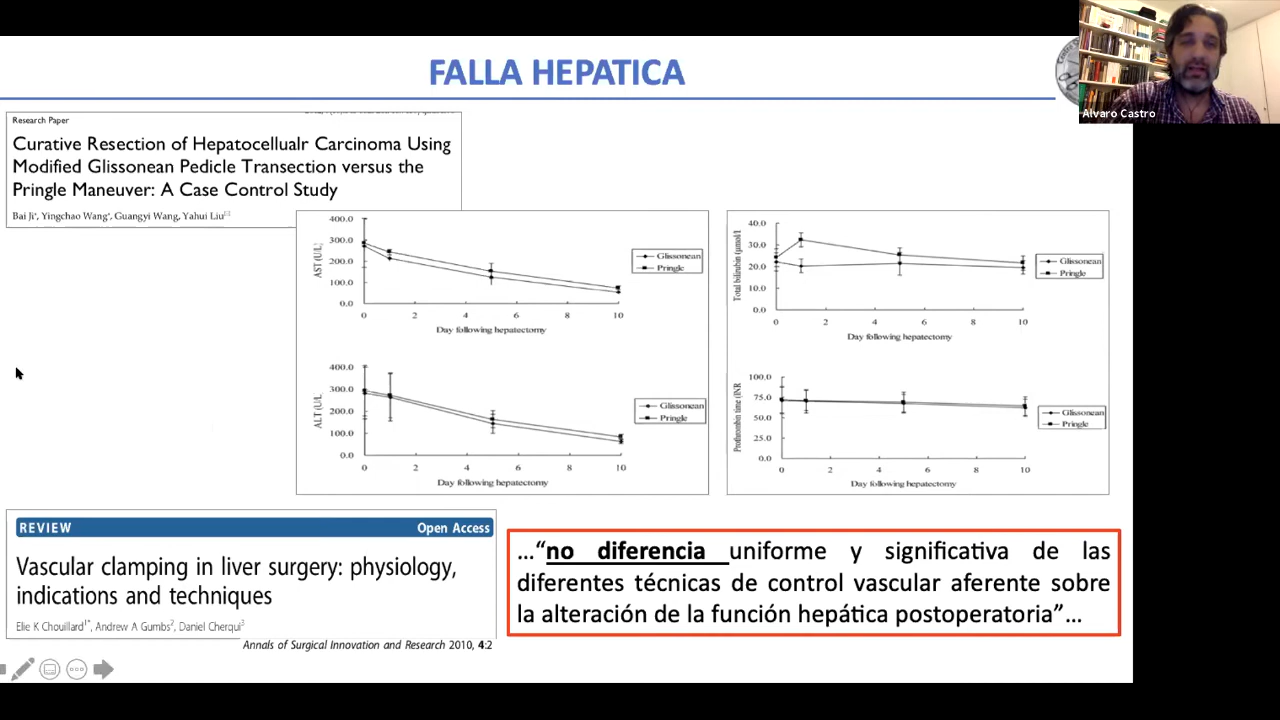 FALLA HEPATICA
Alvaro Castro
Research Paper
Curative Resection of Hepatocellualr Carcinoma Using
Modified Glissonean Pedicle Transection versus the
Pringle Maneuver: A Case Control Study
Bai Ji*, Yingchao Wang*, Guangyi Wang, Yahui Liu
AST (U/L)
400.0
300.0
200.0
100.0
0.0
0 2 4 6 8 10
Day following hepatectomy
Glissonean
Pringle
Total bilirubin (μmol/l
40.0
30.0
20.0
10.0
0.0
0 2 4 6 8 10
Day following hepatectomy
Glissonean
Pringle
ALT (U/L
400.0
300.0
200.0
100.0
0.0
0 2 4 6 8 10
Day following hepatectomy
Glissonean
Pringle
Prothrombin time (INR
100.0
75.0
50.0
25.0
0.0
0 2 4 6 8 10
Day following hepatectomy
Glissonean
Pringle
REVIEW Open Access
Vascular clamping in liver surgery: physiology,
indications and techniques
Elie K Chouillard1*, Andrew A Gumbs2, Daniel Cherqui3
Annals of Surgical Innovation and Research 2010, 4:2
...“no diferencia uniforme y significativa de las
diferentes técnicas de control vascular aferente sobre
la alteración de la función hepática postoperatoria”...